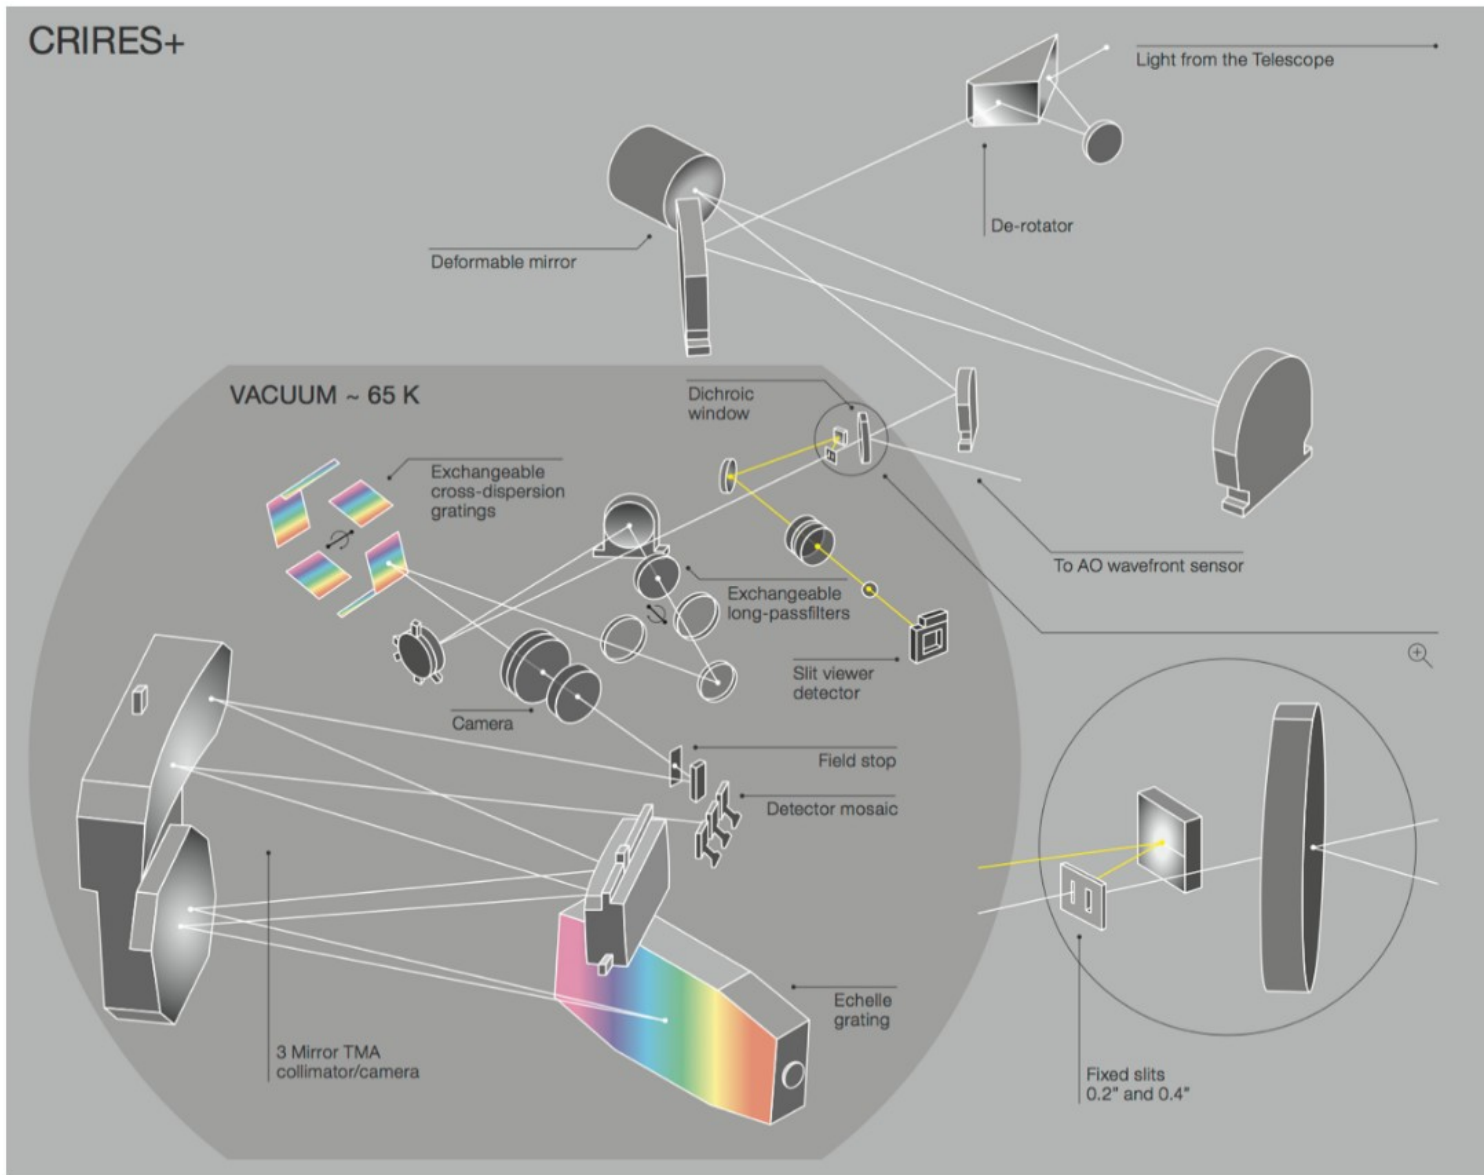 CRIRES+
Light from the Telescope
De-rotator
Deformable mirror
VACUUM ~ 65 K
Dichroic
window
Exchangeable
cross-dispersion
gratings
To AO wavefront sensor
Exchangeable
long-passfilters
Slit viewer
detector
Camera
Field stop
Detector mosaic
Echelle
grating
3 Mirror TMA
collimator/camera
Fixed slits
0.2" and 0.4"